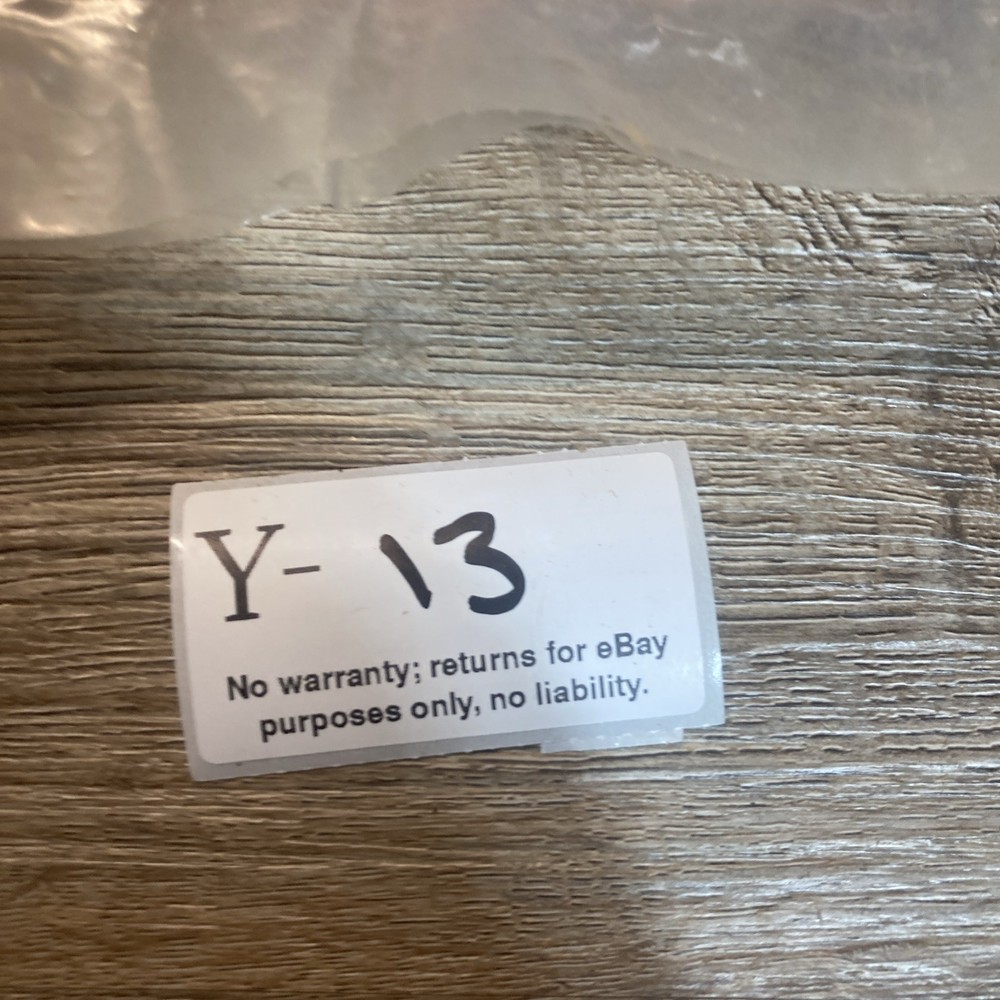 Y- 13
No warranty; returns for eBay
purposes only, no liability.